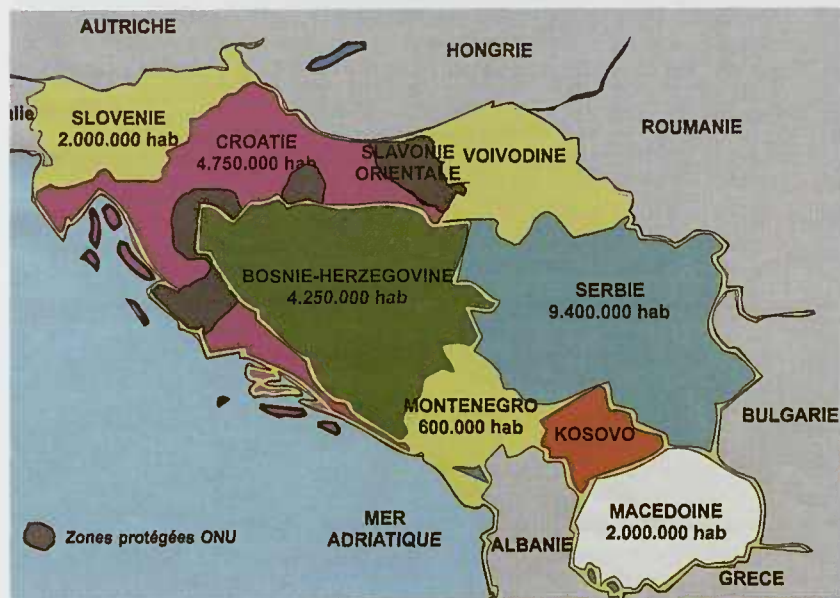 AUTRICHE
HONGRIE
alie
SLOVENIE
2.000.000 hab
CROATIE
4.750.000 hab
SLAVONIE
ORIENTALE
VOIVODINE
ROUMANIE
BOSNIE-HERZEGOVINE
4.250.000 hab
SERBIE
9.400.000 hab
MONTENEGRO
600.000 hab
KOSOVO
BULGARIE
MACEDOINE
2.000.000 hab
MER
ADRIATIQUE
ALBANIE
GRECE
Zones protégées ONU